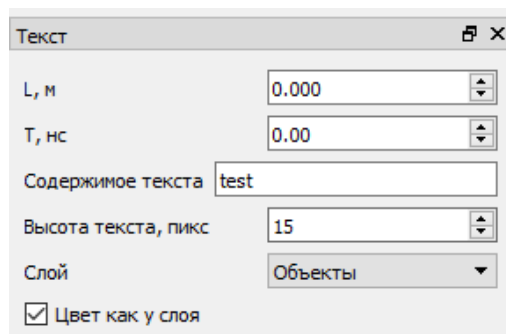 Текст
L, м 0.000
T, нс 0.00
Содержимое текста test
Высота текста, пикс 15
Слой Объекты
Цвет как у слоя